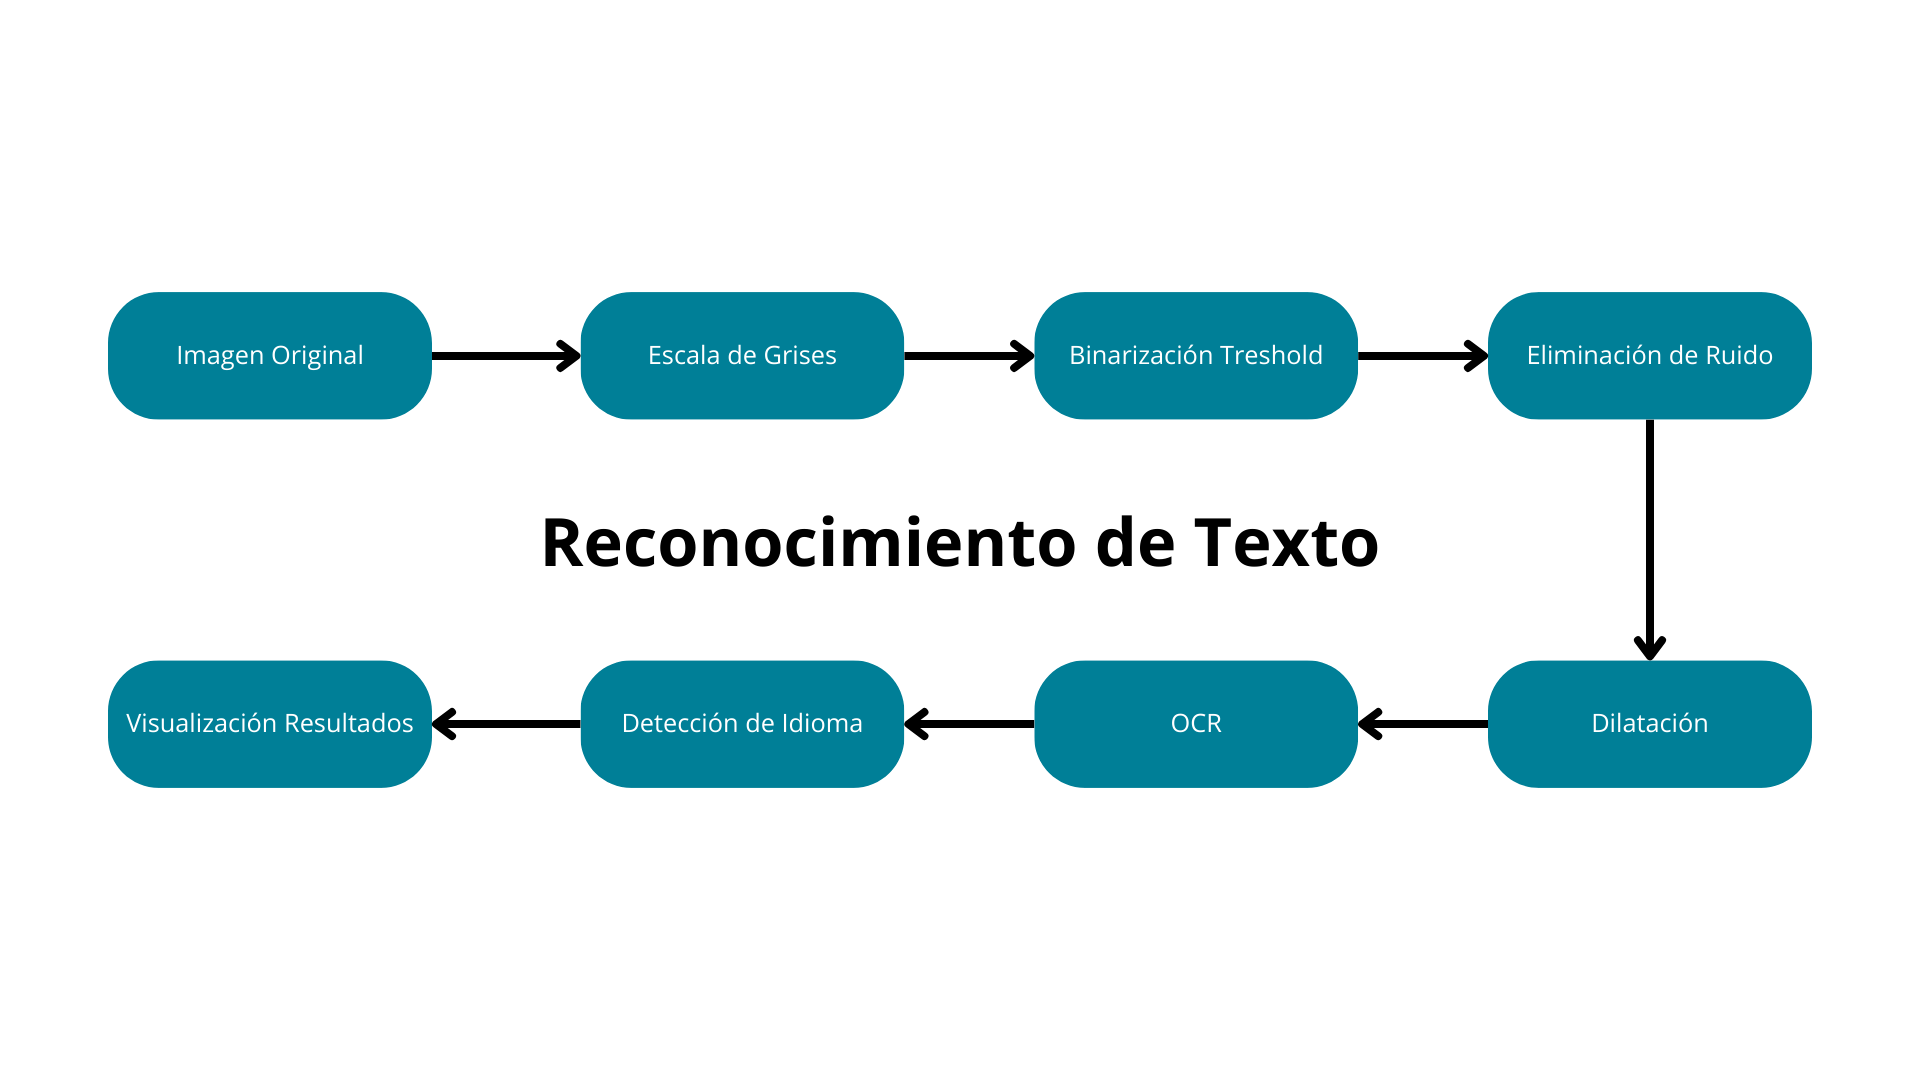 Imagen Original
Escala de Grises
Binarización Treshold
Eliminación de Ruido
Reconocimiento de Texto
Visualización Resultados
Detección de Idioma
OCR
Dilatación